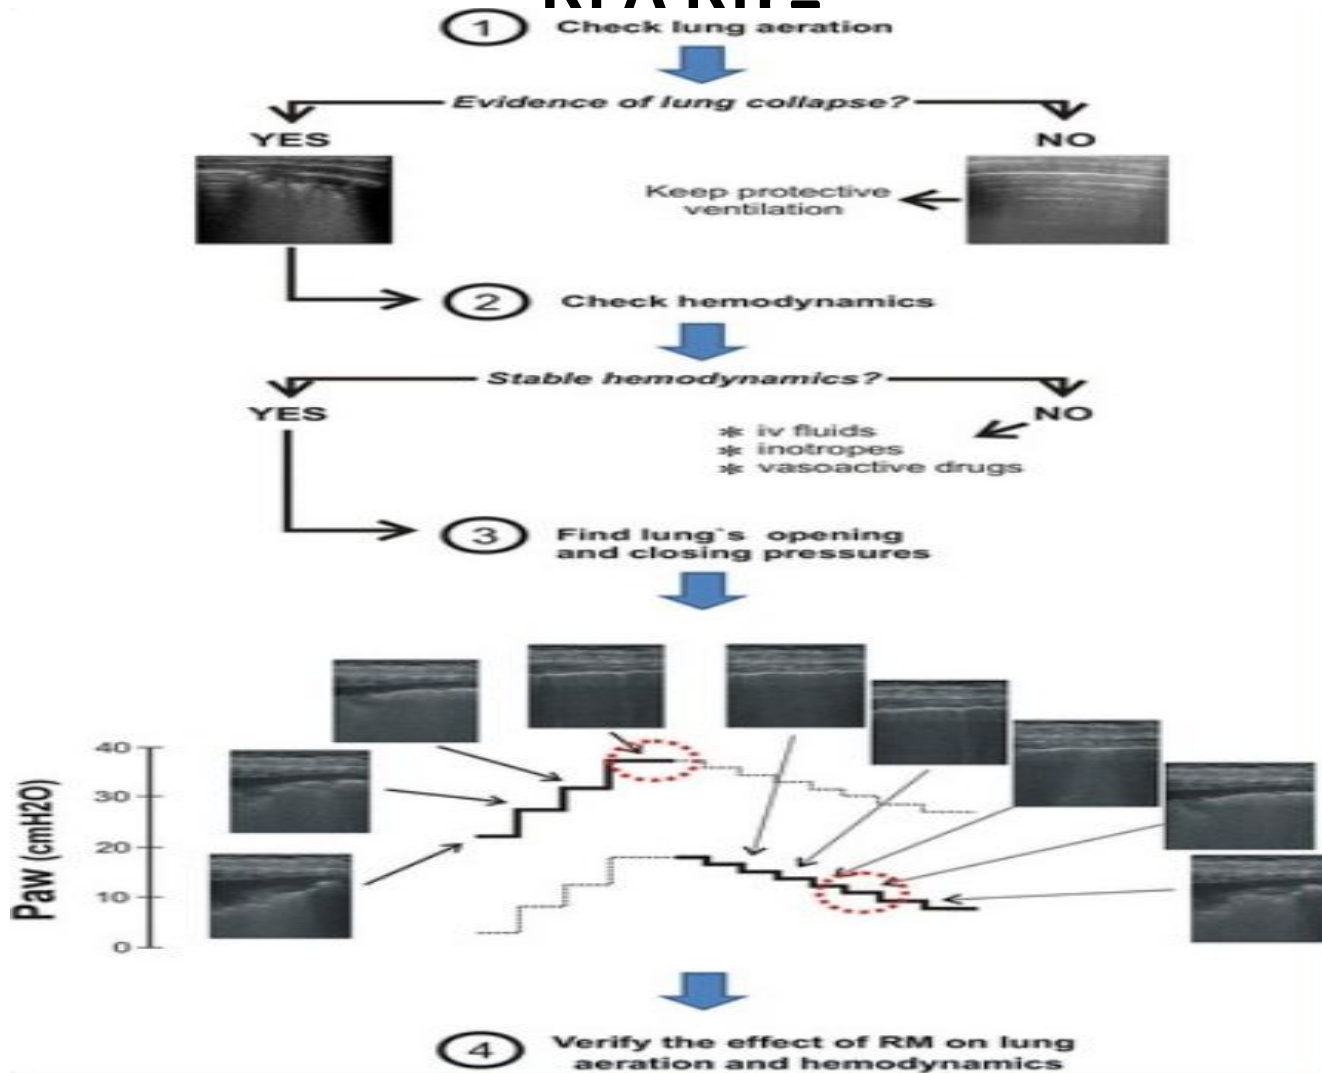 1 Check lung aeration
Evidence of lung collapse?
YES
NO
Keep protective
ventilation
2 Check hemodynamics
Stable hemodynamics?
YES
NO
* iv fluids
* inotropes
* vasoactive drugs
3 Find lung`s opening
and closing pressures
Paw (cmH2O)
40
30
20
10
0
4 Verify the effect of RM on lung
aeration and hemodynamics